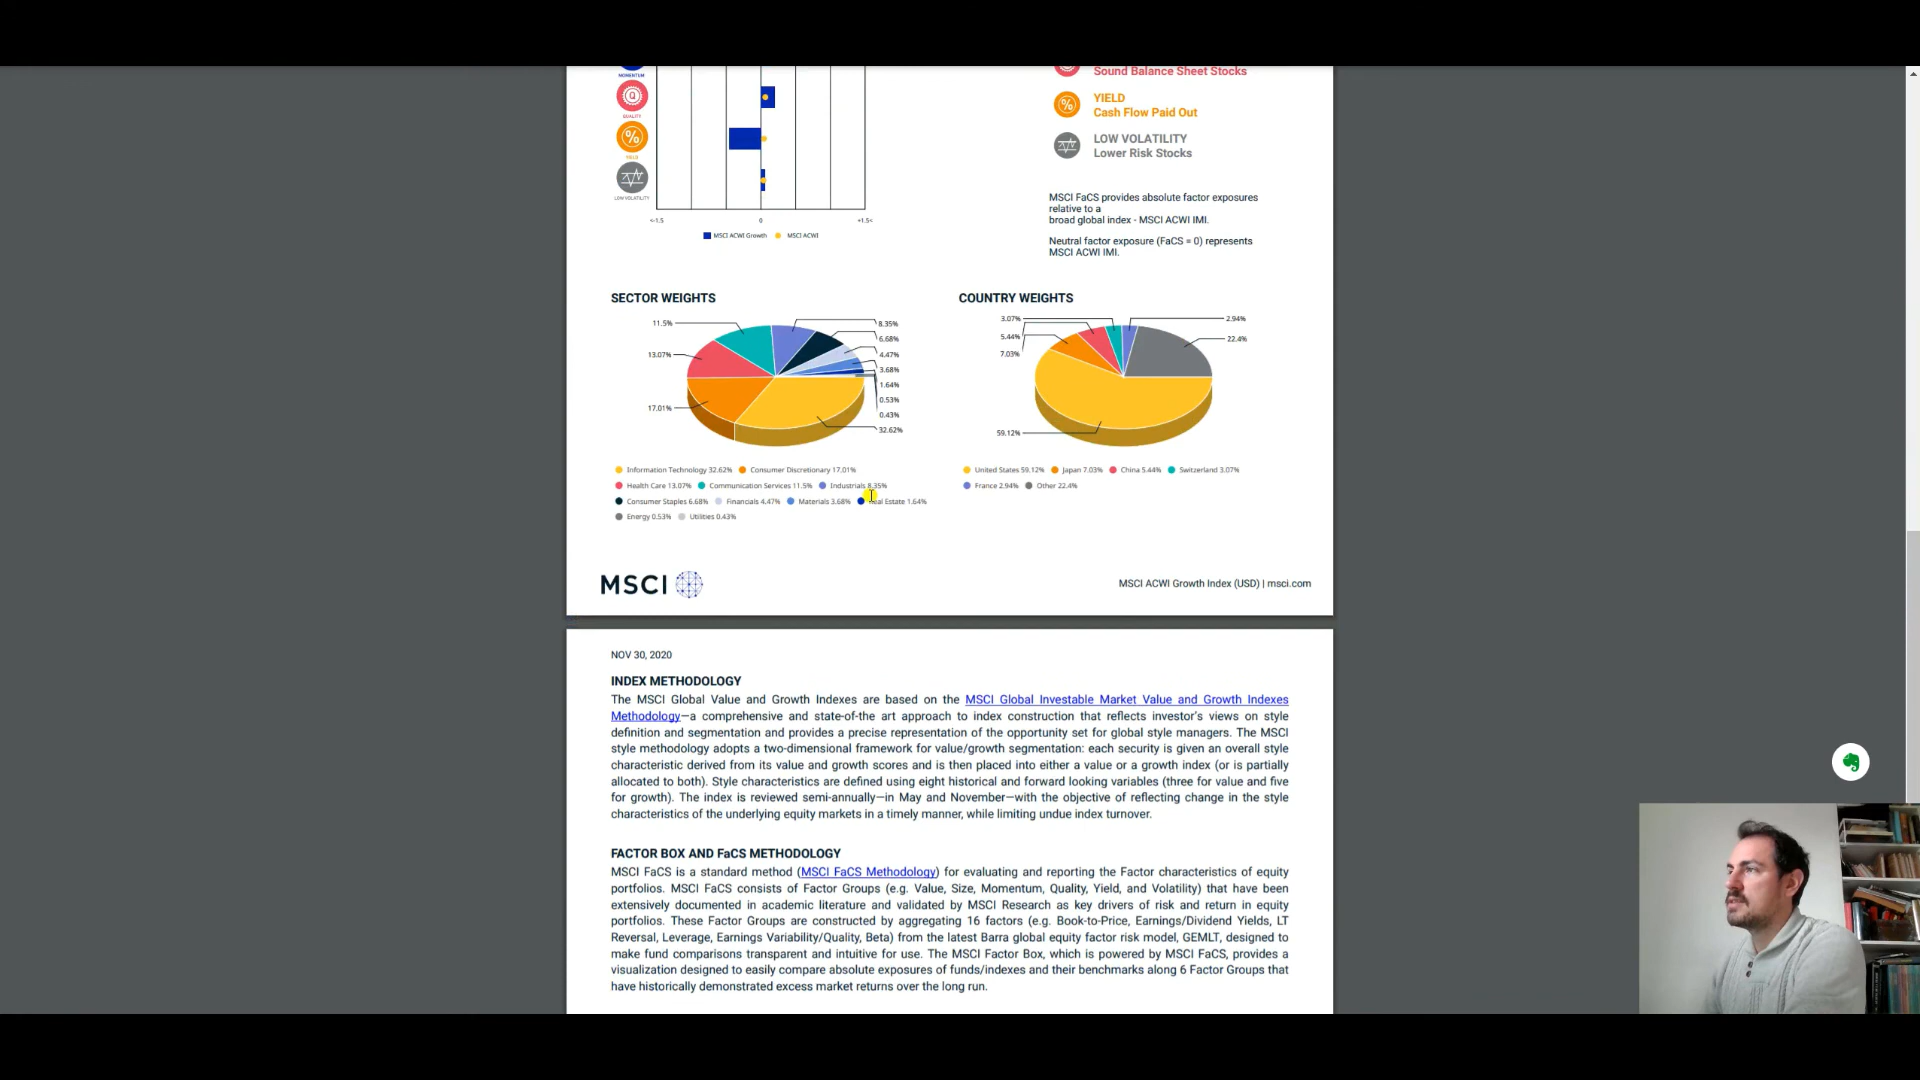 MOMENTUM
QUALITY
YIELD
LOW VOLATILITY
<-1.5 0 +1.5<
MSCI ACWI Growth MSCI ACWI
Sound Balance Sheet Stocks
YIELD
Cash Flow Paid Out
LOW VOLATILITY
Lower Risk Stocks
MSCI FaCS provides absolute factor exposures
relative to a
broad global index - MSCI ACWI IMI.
Neutral factor exposure (FaCS = 0) represents
MSCI ACWI IMI.
SECTOR WEIGHTS
11.5%
13.07%
17.01%
8.35%
6.68%
4.47%
3.68%
1.64%
0.53%
0.43%
32.62%
Information Technology 32.62% Consumer Discretionary 17.01%
Health Care 13.07% Communication Services 11.5% Industrials 8.35%
Consumer Staples 6.68% Financials 4.47% Materials 3.68% Real Estate 1.64%
Energy 0.53% Utilities 0.43%
COUNTRY WEIGHTS
3.07%
5.44%
7.03%
59.12%
2.94%
22.4%
United States 59.12% Japan 7.03% China 5.44% Switzerland 3.07%
France 2.94% Other 22.4%
MSCI
MSCI ACWI Growth Index (USD) | msci.com
NOV 30, 2020
INDEX METHODOLOGY
The MSCI Global Value and Growth Indexes are based on the MSCI Global Investable Market Value and Growth Indexes
Methodology—a comprehensive and state-of-the art approach to index construction that reflects investor's views on style
definition and segmentation and provides a precise representation of the opportunity set for global style managers. The MSCI
style methodology adopts a two-dimensional framework for value/growth segmentation: each security is given an overall style
characteristic derived from its value and growth scores and is then placed into either a value or a growth index (or is partially
allocated to both). Style characteristics are defined using eight historical and forward looking variables (three for value and five
for growth). The index is reviewed semi-annually—in May and November—with the objective of reflecting change in the style
characteristics of the underlying equity markets in a timely manner, while limiting undue index turnover.
FACTOR BOX AND FaCS METHODOLOGY
MSCI FaCS is a standard method (MSCI FaCS Methodology) for evaluating and reporting the Factor characteristics of equity
portfolios. MSCI FaCS consists of Factor Groups (e.g. Value, Size, Momentum, Quality, Yield, and Volatility) that have been
extensively documented in academic literature and validated by MSCI Research as key drivers of risk and return in equity
portfolios. These Factor Groups are constructed by aggregating 16 factors (e.g. Book-to-Price, Earnings/Dividend Yields, LT
Reversal, Leverage, Earnings Variability/Quality, Beta) from the latest Barra global equity factor risk model, GEMLT, designed to
make fund comparisons transparent and intuitive for use. The MSCI Factor Box, which is powered by MSCI FaCS, provides a
visualization designed to easily compare absolute exposures of funds/indexes and their benchmarks along 6 Factor Groups that
have historically demonstrated excess market returns over the long run.